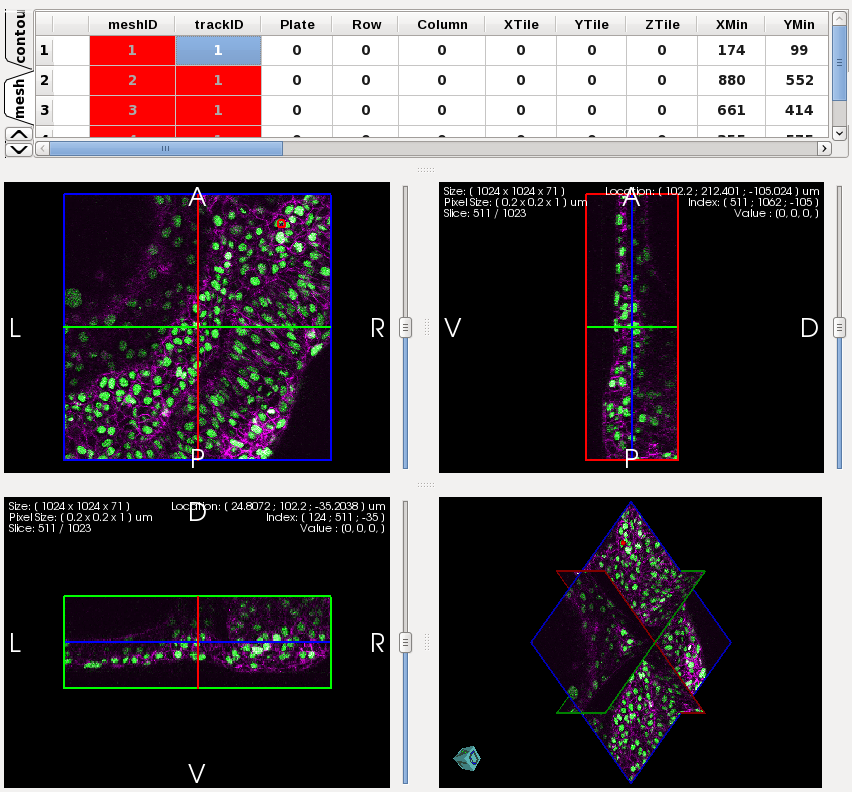 contou
mesh
meshID trackID Plate Row Column XTile YTile ZTile XMin YMin
1 1 1 0 0 0 0 0 0 174 99
2 2 1 0 0 0 0 0 0 880 552
3 3 1 0 0 0 0 0 0 661 414
A
L R
P
Size: ( 1024 x 1024 x 71 ) Location: ( 102.2 ; 212.401 ; -105.024 ) um
Pixel Size: ( 0.2 x 0.2 x 1 ) um Index: ( 511 ; 1062 ; -105 )
Slice: 511 / 1023 Value : (0, 0, 0, )
A
V D
P
Size: ( 1024 x 1024 x 71 ) Location: ( 24.8072 ; 102.2 ; -35.2038 ) um
Pixel Size: ( 0.2 x 0.2 x 1 ) um Index: ( 124 ; 511 ; -35 )
Slice: 511 / 1023 Value : (0, 0, 0, )
D
L R
V